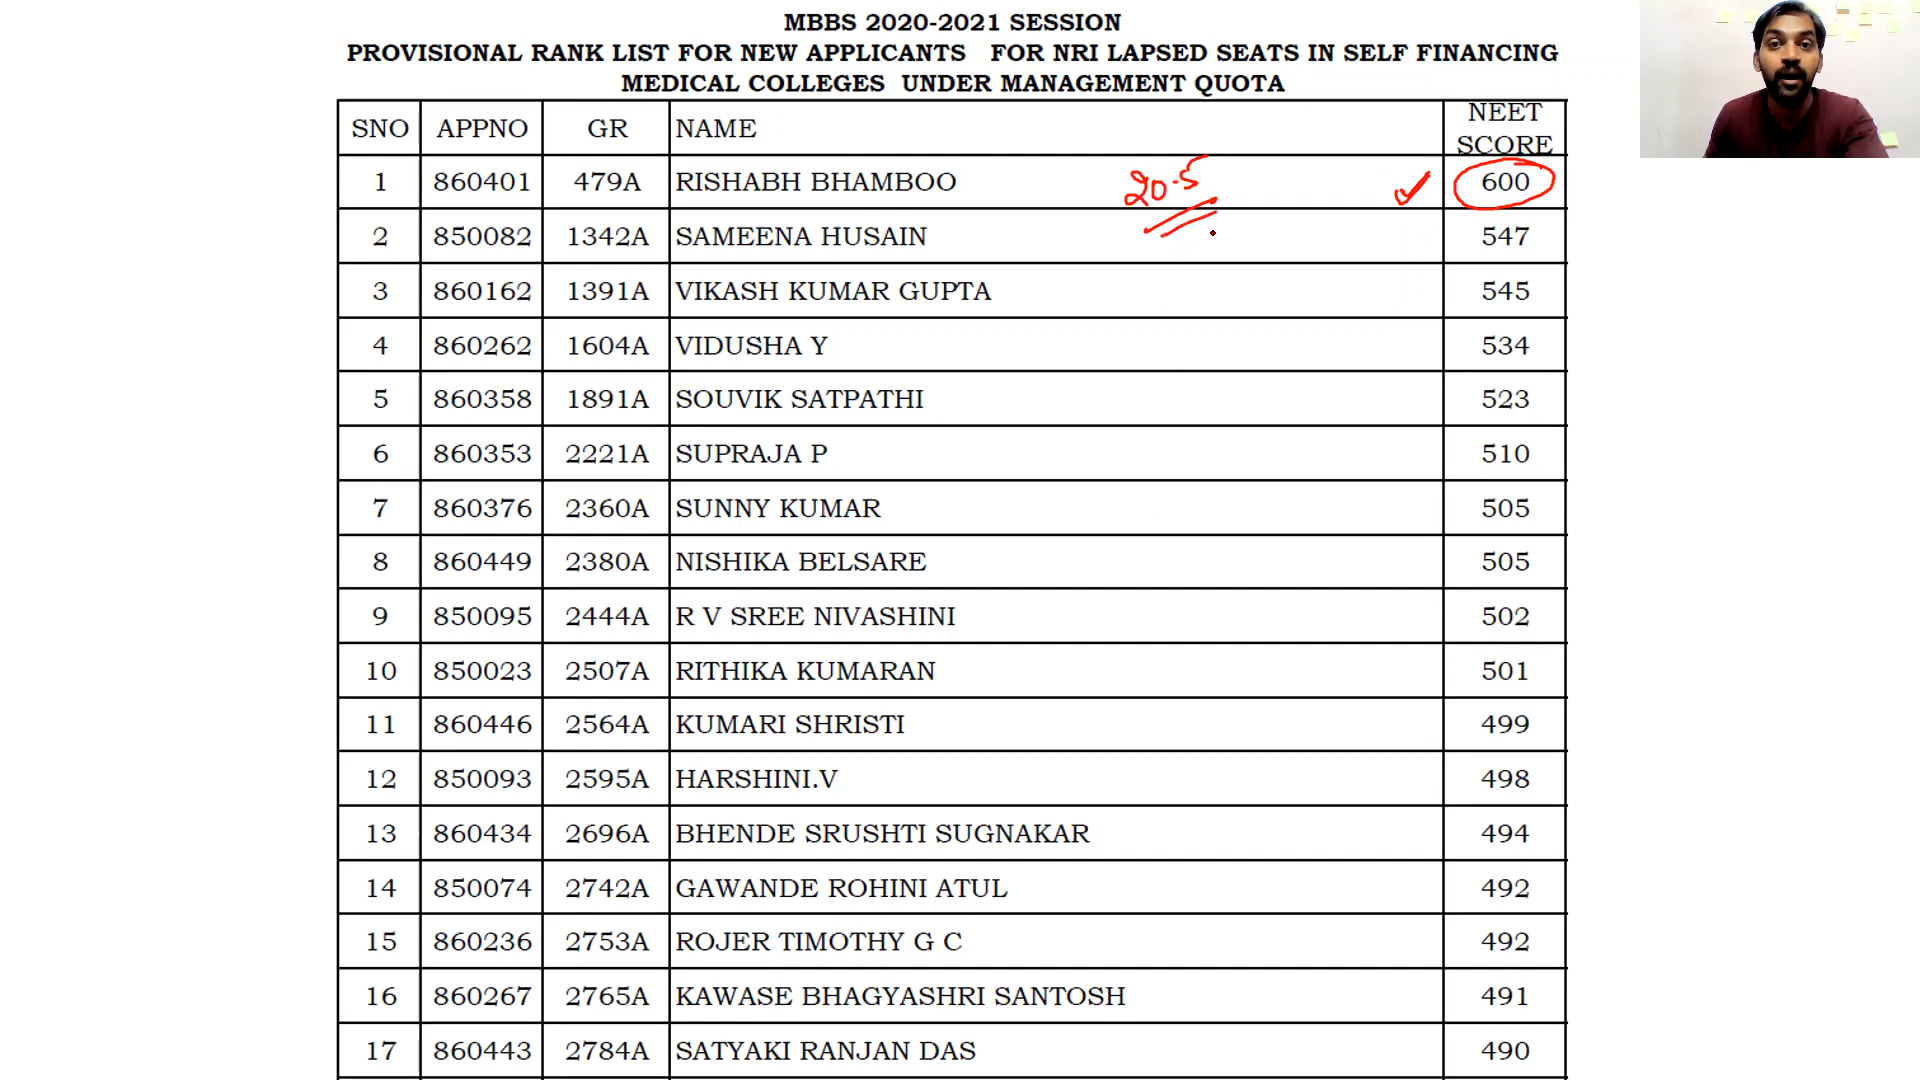 MBBS 2020-2021 SESSION
PROVISIONAL RANK LIST FOR NEW APPLICANTS FOR NRI LAPSED SEATS IN SELF FINANCING
MEDICAL COLLEGES UNDER MANAGEMENT QUOTA
SNO APPNO GR NAME NEET SCORE
1 860401 479A RISHABH BHAMBOO 20.5 600
2 850082 1342A SAMEENA HUSAIN 547
3 860162 1391A VIKASH KUMAR GUPTA 545
4 860262 1604A VIDUSHA Y 534
5 860358 1891A SOUVIK SATPATHI 523
6 860353 2221A SUPRAJA P 510
7 860376 2360A SUNNY KUMAR 505
8 860449 2380A NISHIKA BELSARE 505
9 850095 2444A R V SREE NIVASHINI 502
10 850023 2507A RITHIKA KUMARAN 501
11 860446 2564A KUMARI SHRISTI 499
12 850093 2595A HARSHINI.V 498
13 860434 2696A BHENDE SRUSHTI SUGNAKAR 494
14 850074 2742A GAWANDE ROHINI ATUL 492
15 860236 2753A ROJER TIMOTHY G C 492
16 860267 2765A KAWASE BHAGYASHRI SANTOSH 491
17 860443 2784A SATYAKI RANJAN DAS 490